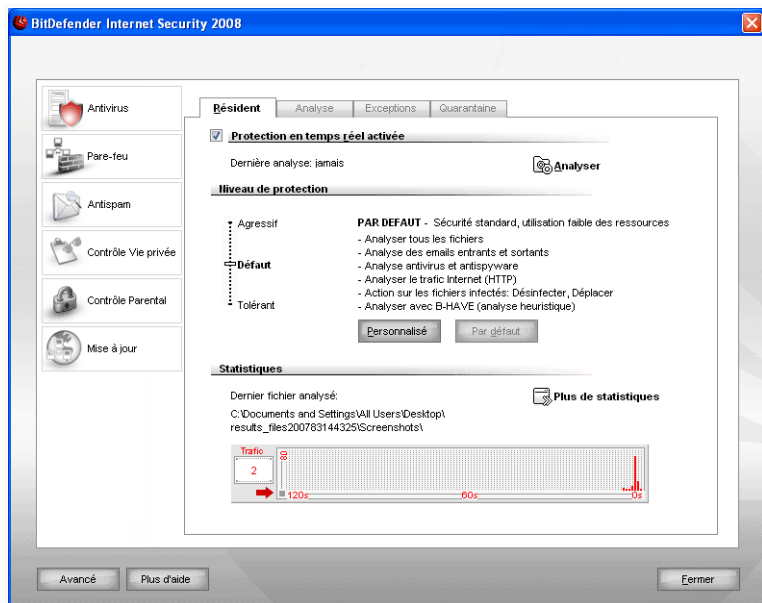 BitDefender Internet Security 2008
Antivirus
Pare-feu
Antispam
Contrôle Vie privée
Contrôle Parental
Mise à jour
Résident
Analyse
Exceptions
Quarantaine
Protection en temps réel activée
Dernière analyse: jamais
Analyser
Niveau de protection
Agressif
Défaut
Tolérant
PAR DEFAUT - Sécurité standard, utilisation faible des ressources
- Analyser tous les fichiers
- Analyse des emails entrants et sortants
- Analyse antivirus et antispyware
- Analyser le trafic Internet (HTTP)
- Action sur les fichiers infectés: Désinfecter, Déplacer
- Analyser avec B-HAVE (analyse heuristique)
Personnalisé
Par défaut
Statistiques
Dernier fichier analysé:
Plus de statistiques
C:\Documents and Settings\All Users\Desktop\
results_files200783144325\Screenshots\
Trafic
2
80
120s
60s
0s
Avancé
Plus d'aide
Fermer